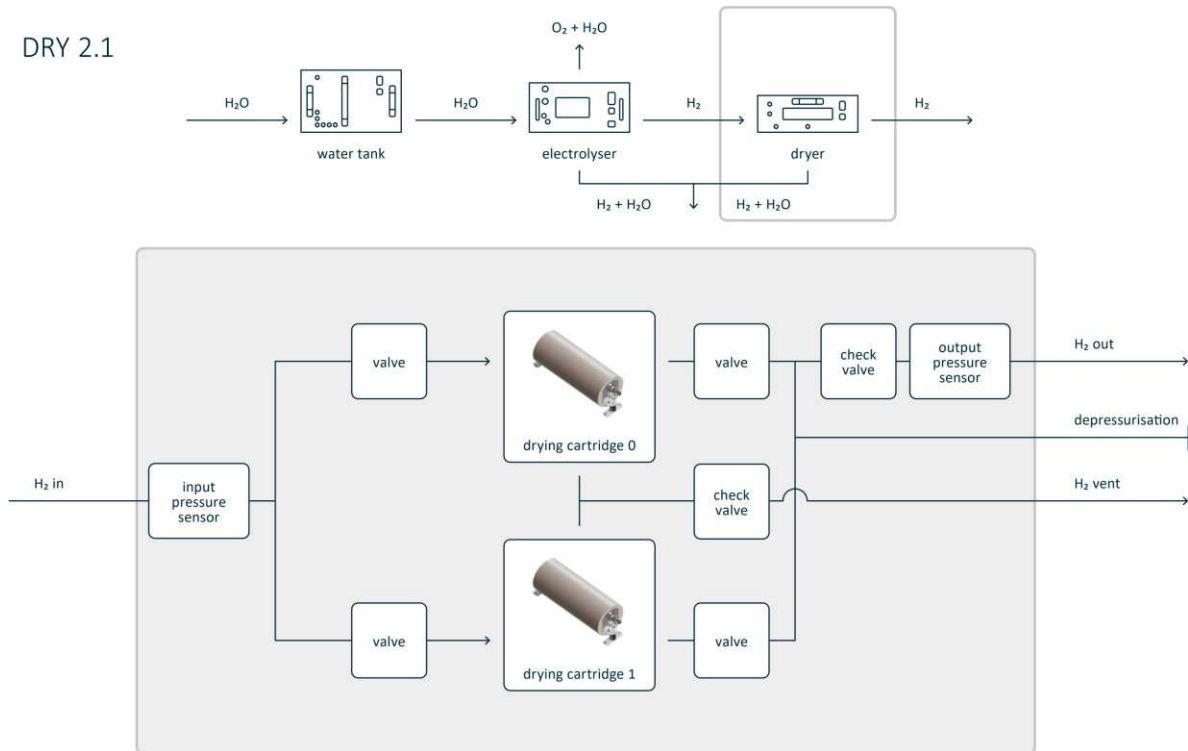 DRY 2.1
O₂ + H₂O
H₂O
H₂O
H₂
H₂
water tank
electrolyser
dryer
H₂ + H₂O
H₂ + H₂O
valve
valve
check
valve
output
pressure
sensor
H₂ out
drying cartridge 0
depressurisation
H₂ in
input
pressure
sensor
check
valve
H₂ vent
valve
valve
drying cartridge 1